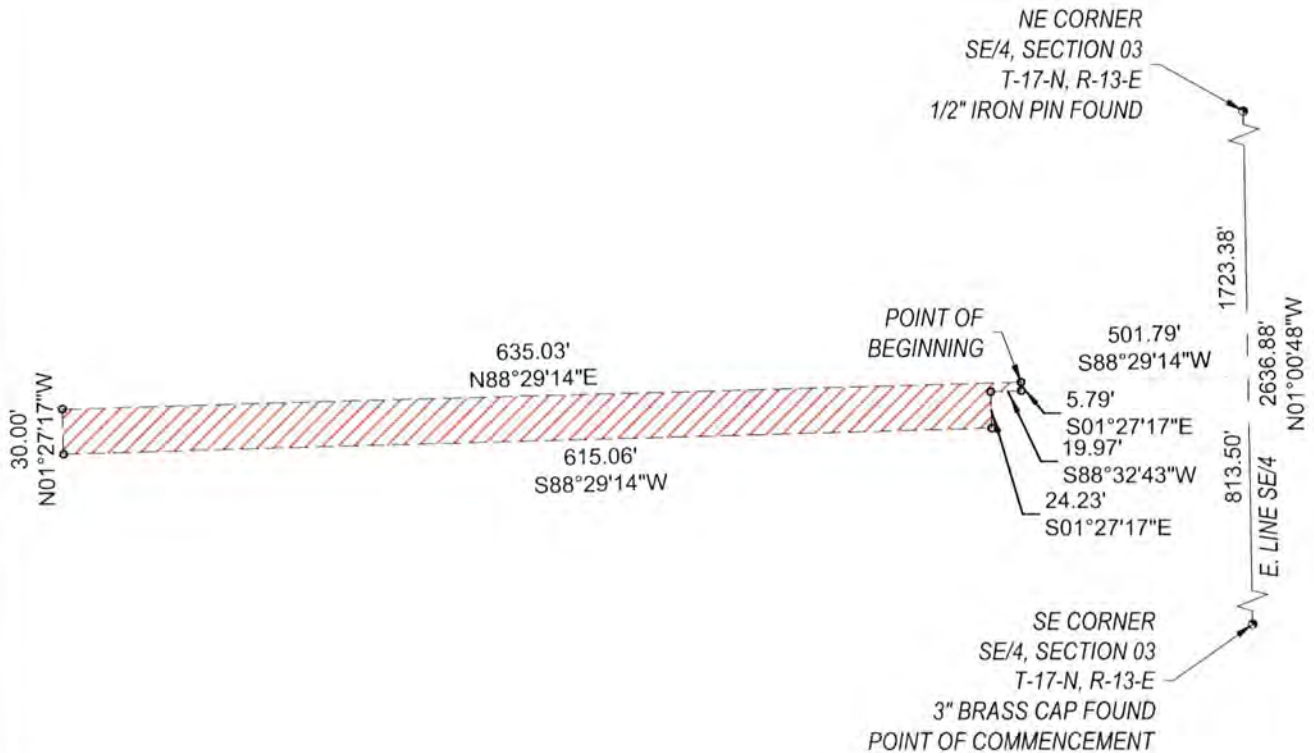 NE CORNER
SE/4, SECTION 03
T-17-N, R-13-E
1/2" IRON PIN FOUND
1723.38'
2636.88'
N01°00'48"W
813.50'
E. LINE SE/4
POINT OF
BEGINNING
501.79'
S88°29'14"W
635.03'
N88°29'14"E
30.00'
N01°27'17"W
615.06'
S88°29'14"W
5.79'
S01°27'17"E
19.97'
S88°32'43"W
24.23'
S01°27'17"E
SE CORNER
SE/4, SECTION 03
T-17-N, R-13-E
3" BRASS CAP FOUND
POINT OF COMMENCEMENT